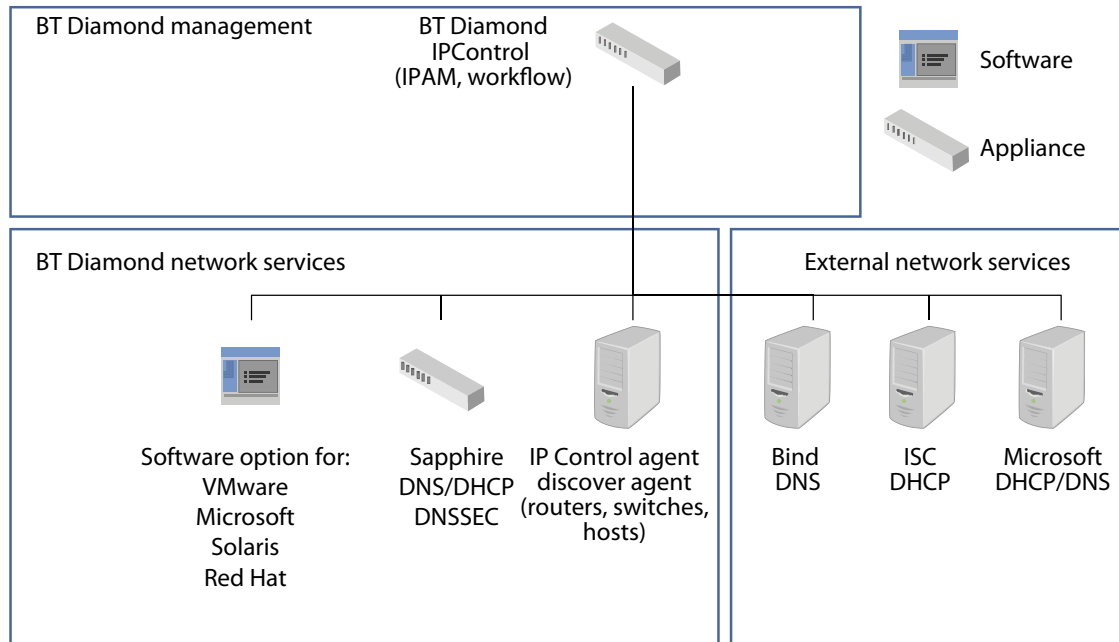 BT Diamond management
BT Diamond
IPControl
(IPAM, workflow)
Software
Appliance
BT Diamond network services
External network services
Software option for:
VMware
Microsoft
Solaris
Red Hat
Sapphire
DNS/DHCP
DNSSEC
IP Control agent
discover agent
(routers, switches,
hosts)
Bind
DNS
ISC
DHCP
Microsoft
DHCP/DNS